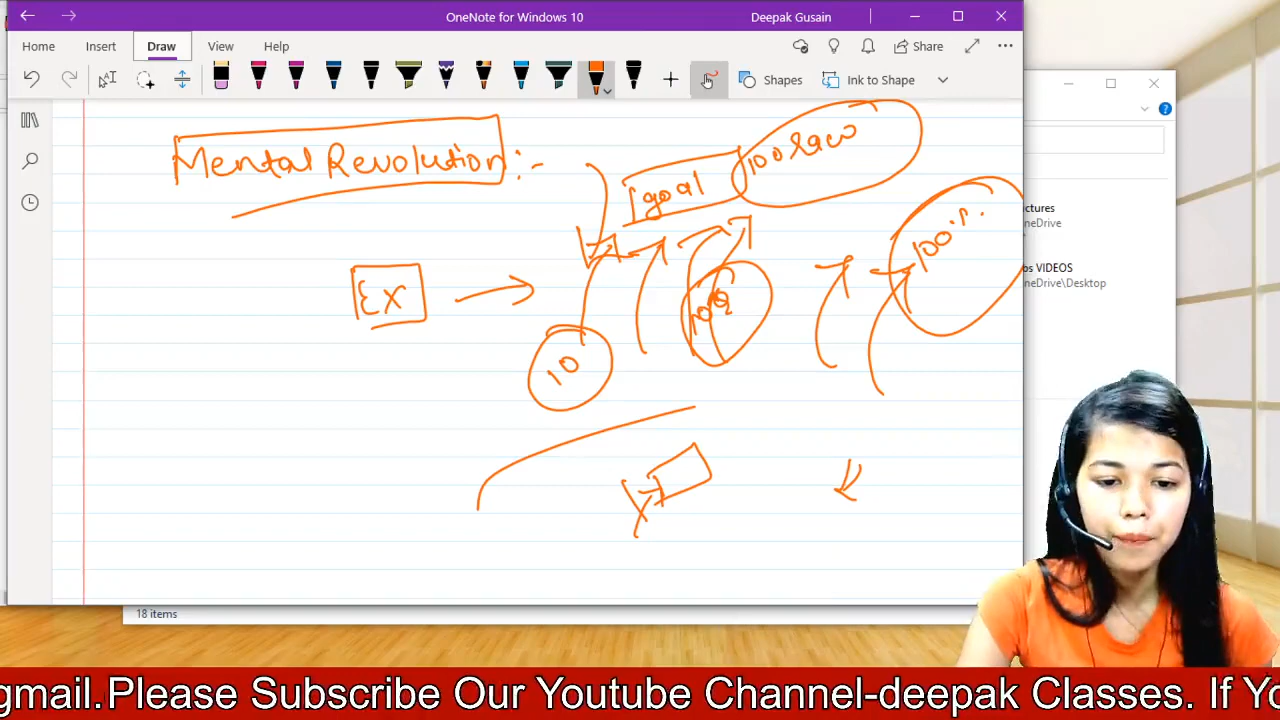 OneNote for Windows 10
Deepak Gusain
Home
Insert
Draw
View
Help
Share
Shapes
Ink to Shape
Mental Revolution :-
goal
100
100%
Ex
10
ctures
neDrive
os VIDEOS
neDrive\Desktop
18 items
gmail.Please Subscribe Our Youtube Channel-deepak Classes. If Yo